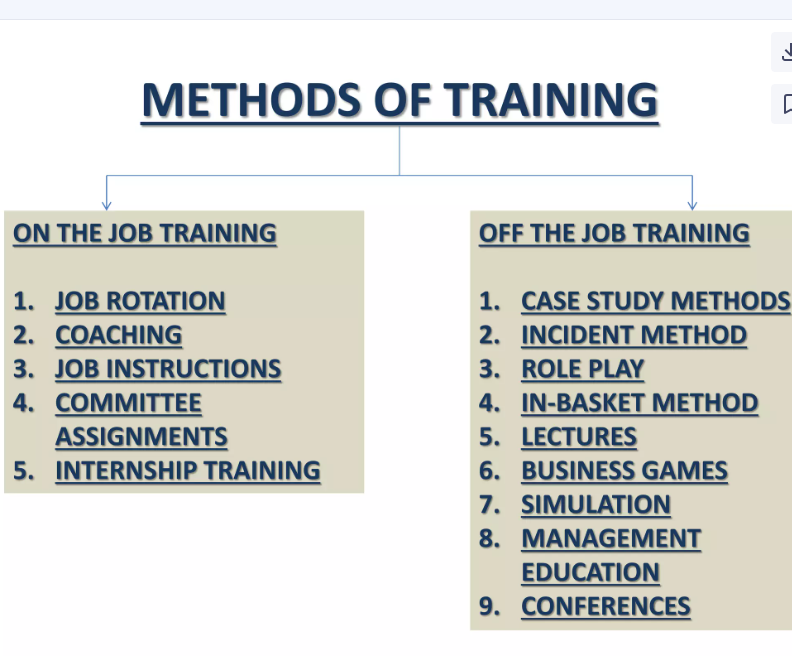 METHODS OF TRAINING
ON THE JOB TRAINING
1. JOB ROTATION
2. COACHING
3. JOB INSTRUCTIONS
4. COMMITTEE
ASSIGNMENTS
5. INTERNSHIP TRAINING
OFF THE JOB TRAINING
1. CASE STUDY METHODS
2. INCIDENT METHOD
3. ROLE PLAY
4. IN-BASKET METHOD
5. LECTURES
6. BUSINESS GAMES
7. SIMULATION
8. MANAGEMENT
EDUCATION
9. CONFERENCES